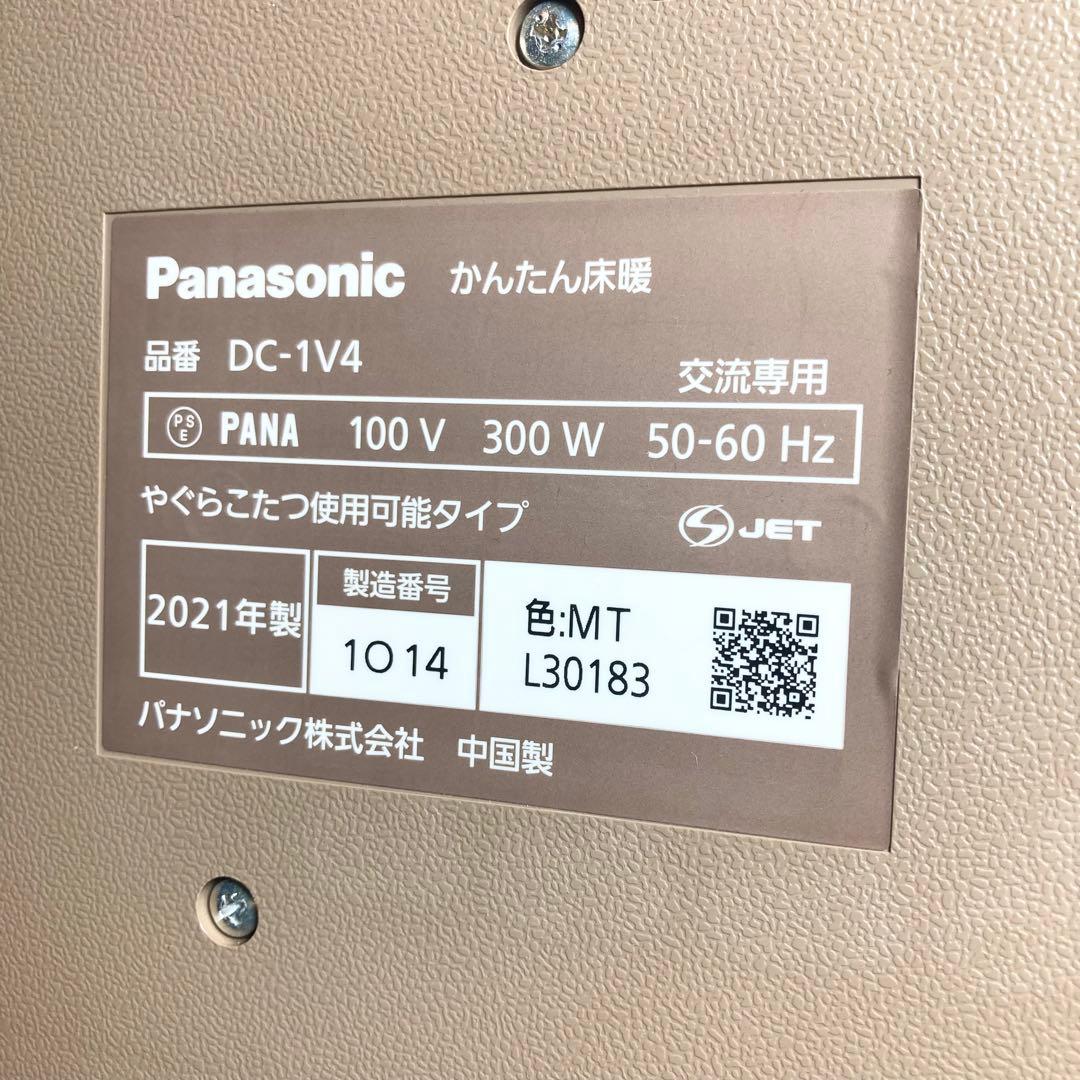 Panasonic かんたん床暖
品番 DC-1V4 交流専用
PSE PANA 100 V 300 W 50-60 Hz
やぐらこたつ使用可能タイプ JET
2021年製
製造番号
1O 14
色:MT
L30183
パナソニック株式会社 中国製